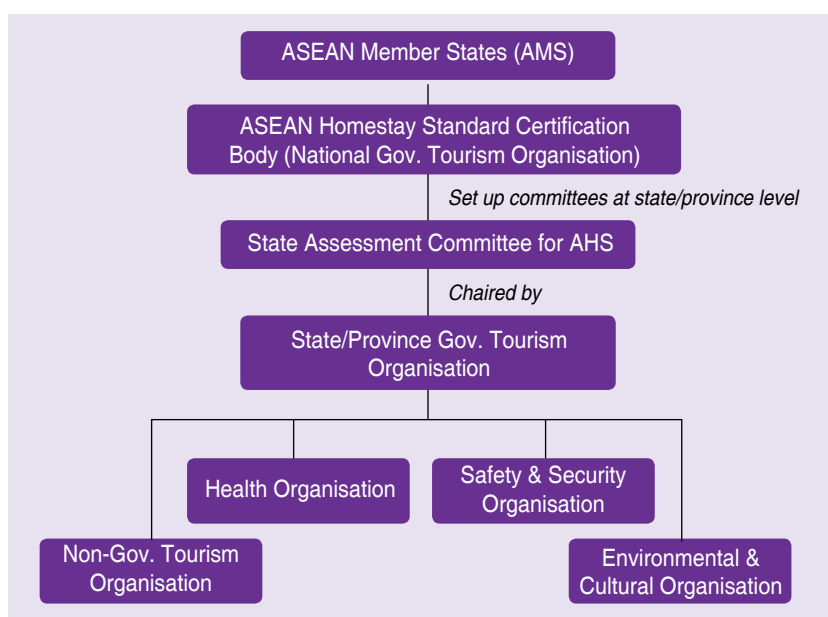 ASEAN Member States (AMS)
ASEAN Homestay Standard Certification
Body (National Gov. Tourism Organisation)
Set up committees at state/province level
State Assessment Committee for AHS
Chaired by
State/Province Gov. Tourism
Organisation
Health Organisation
Safety & Security
Organisation
Non-Gov. Tourism
Organisation
Environmental &
Cultural Organisation